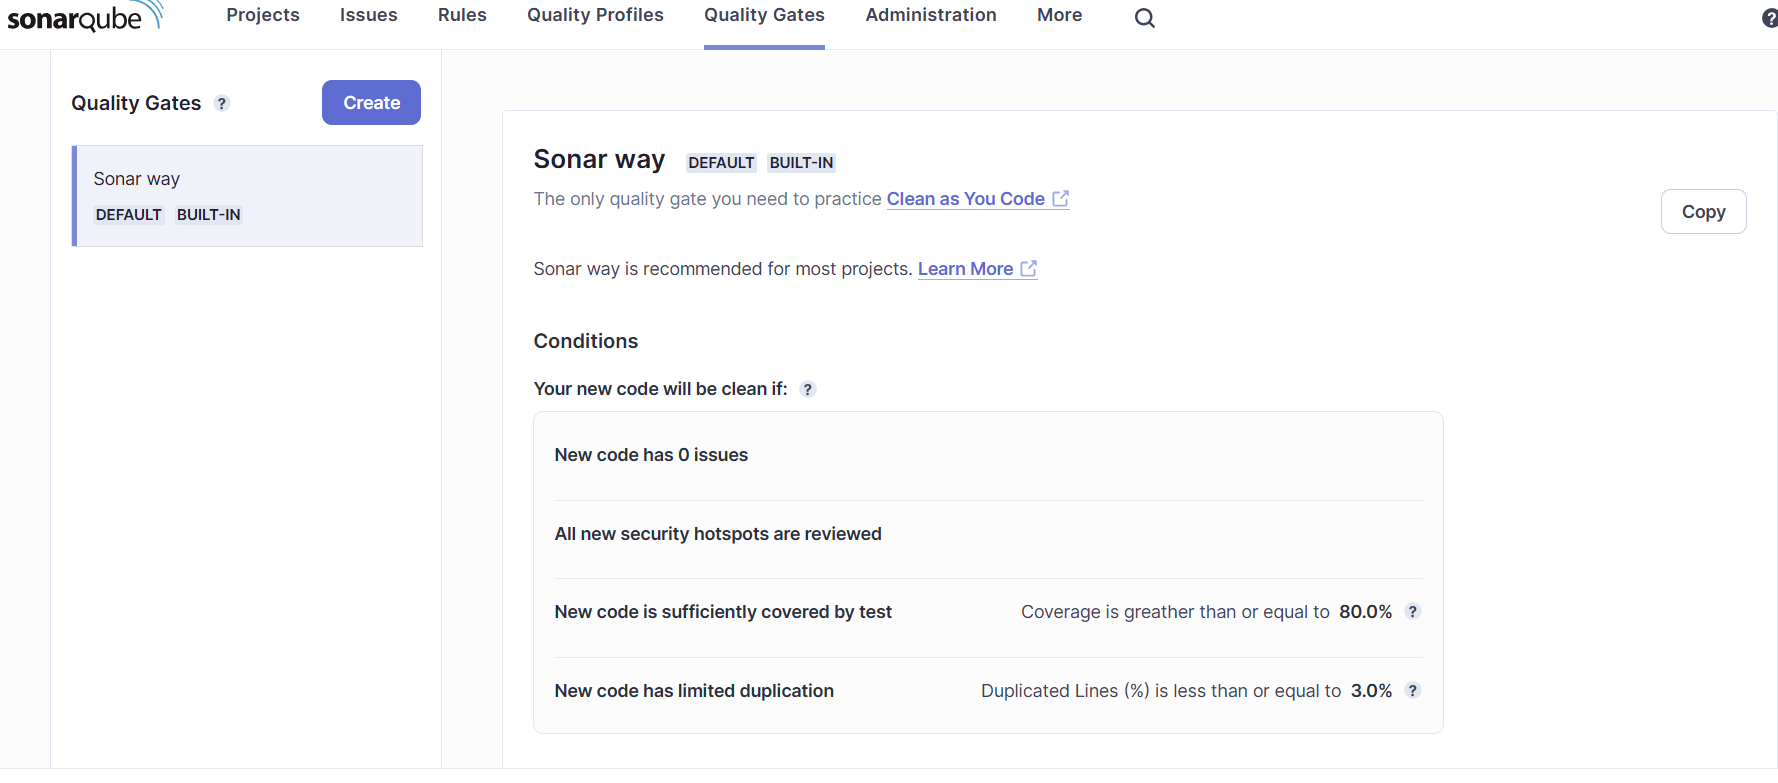 sonarqube Projects Issues Rules Quality Profiles Quality Gates Administration More ?
Quality Gates ? Create
Sonar way
DEFAULT BUILT-IN
Sonar way DEFAULT BUILT-IN
The only quality gate you need to practice Clean as You Code
Copy
Sonar way is recommended for most projects. Learn More
Conditions
Your new code will be clean if: ?
New code has 0 issues
All new security hotspots are reviewed
New code is sufficiently covered by test Coverage is greather than or equal to 80.0% ?
New code has limited duplication Duplicated Lines (%) is less than or equal to 3.0% ?